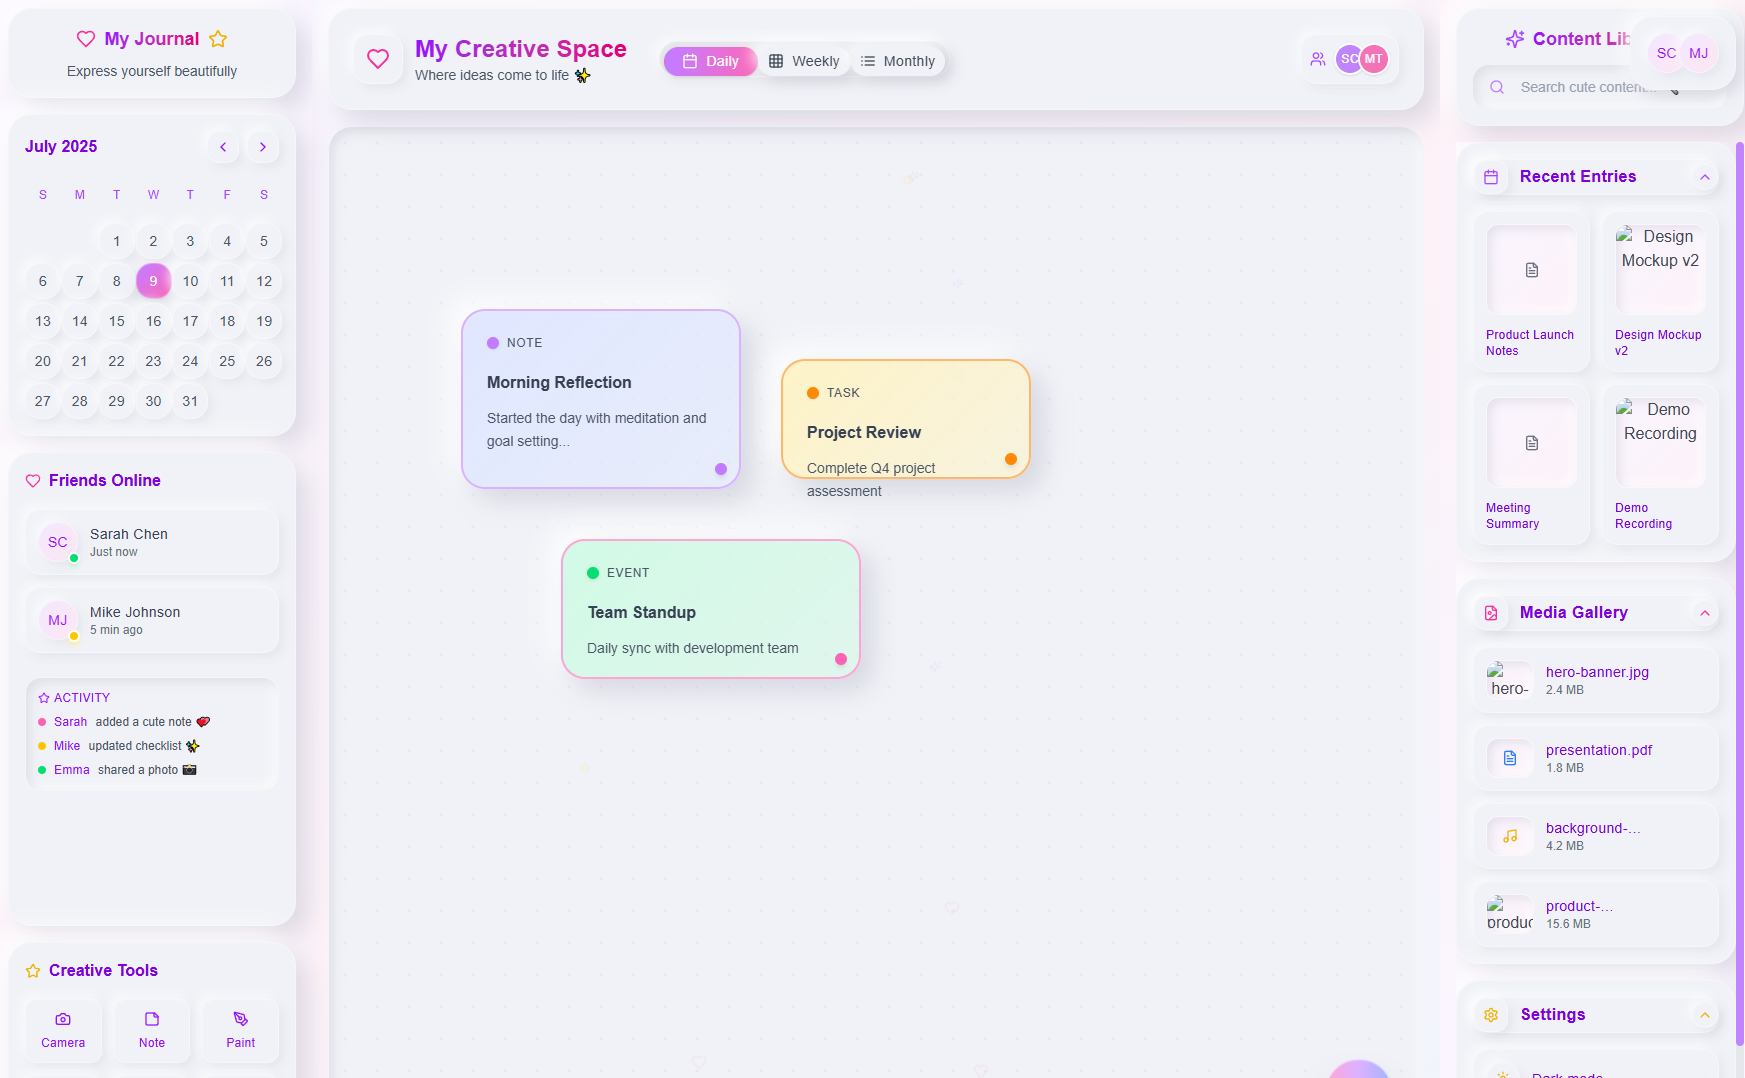 My Journal
Express yourself beautifully
July 2025
S M T W T F S
1 2 3 4 5
6 7 8 9 10 11 12
13 14 15 16 17 18 19
20 21 22 23 24 25 26
27 28 29 30 31
Friends Online
SC
Sarah Chen
Just now
MJ
Mike Johnson
5 min ago
ACTIVITY
Sarah added a cute note 💕
Mike updated checklist ✨
Emma shared a photo 📸
Creative Tools
Camera
Note
Paint
My Creative Space
Where ideas come to life ✨
Daily
Weekly
Monthly
SC
MT
NOTE
Morning Reflection
Started the day with meditation and
goal setting...
TASK
Project Review
Complete Q4 project
assessment
EVENT
Team Standup
Daily sync with development team
Content Lib
SC
MJ
Search cute content...
Recent Entries
Product Launch
Notes
Design
Mockup v2
Design Mockup
v2
Meeting
Summary
Demo
Recording
Demo
Recording
Media Gallery
hero-
hero-banner.jpg
2.4 MB
presentation.pdf
1.8 MB
background-...
4.2 MB
produc
product-...
15.6 MB
Settings
Dark mode